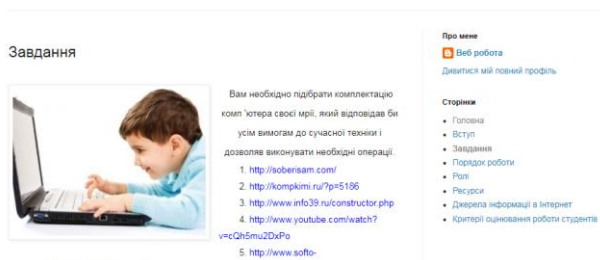 Завдання
Вам необхідно підібрати комплектацію
комп 'ютера своєї мрії, який відповідав би
усім вимогам до сучасної техніки і
дозволяв виконувати необхідні операції.
1. http://soberisam.com/
2. http://kompkimi.ru/?p=5186
3. http://www.info39.ru/constructor.php
4. http://www.youtube.com/watch?
v=cQh5mu2DxPo
5. http://www.softo-
Про мене
Веб робота
Дивитися мій повний профіль
Сторінки
Головна
Вступ
Завдання
Порядок роботи
Ролі
Ресурси
Джерела інформації в Інтернет
Критерії оцінювання роботи студентів